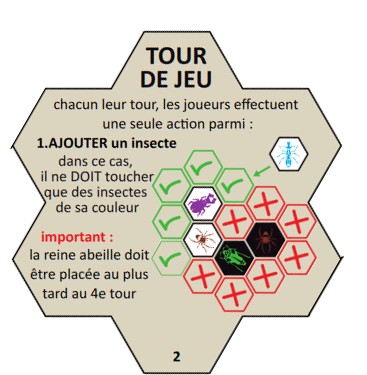 TOUR
DE JEU
chacun leur tour, les joueurs effectuent
une seule action parmi :
1.AJOUTER un insecte
dans ce cas,
il ne DOIT toucher
que des insectes
de sa couleur
important :
la reine abeille doit
être placée au plus
tard au 4e tour
2